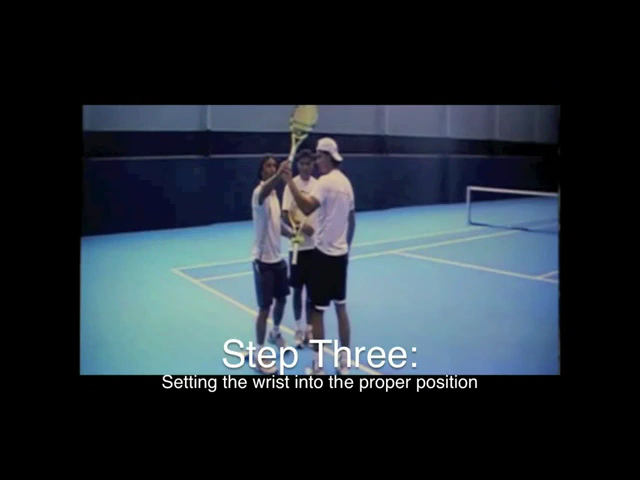 Step Three:
Setting the wrist into the proper position